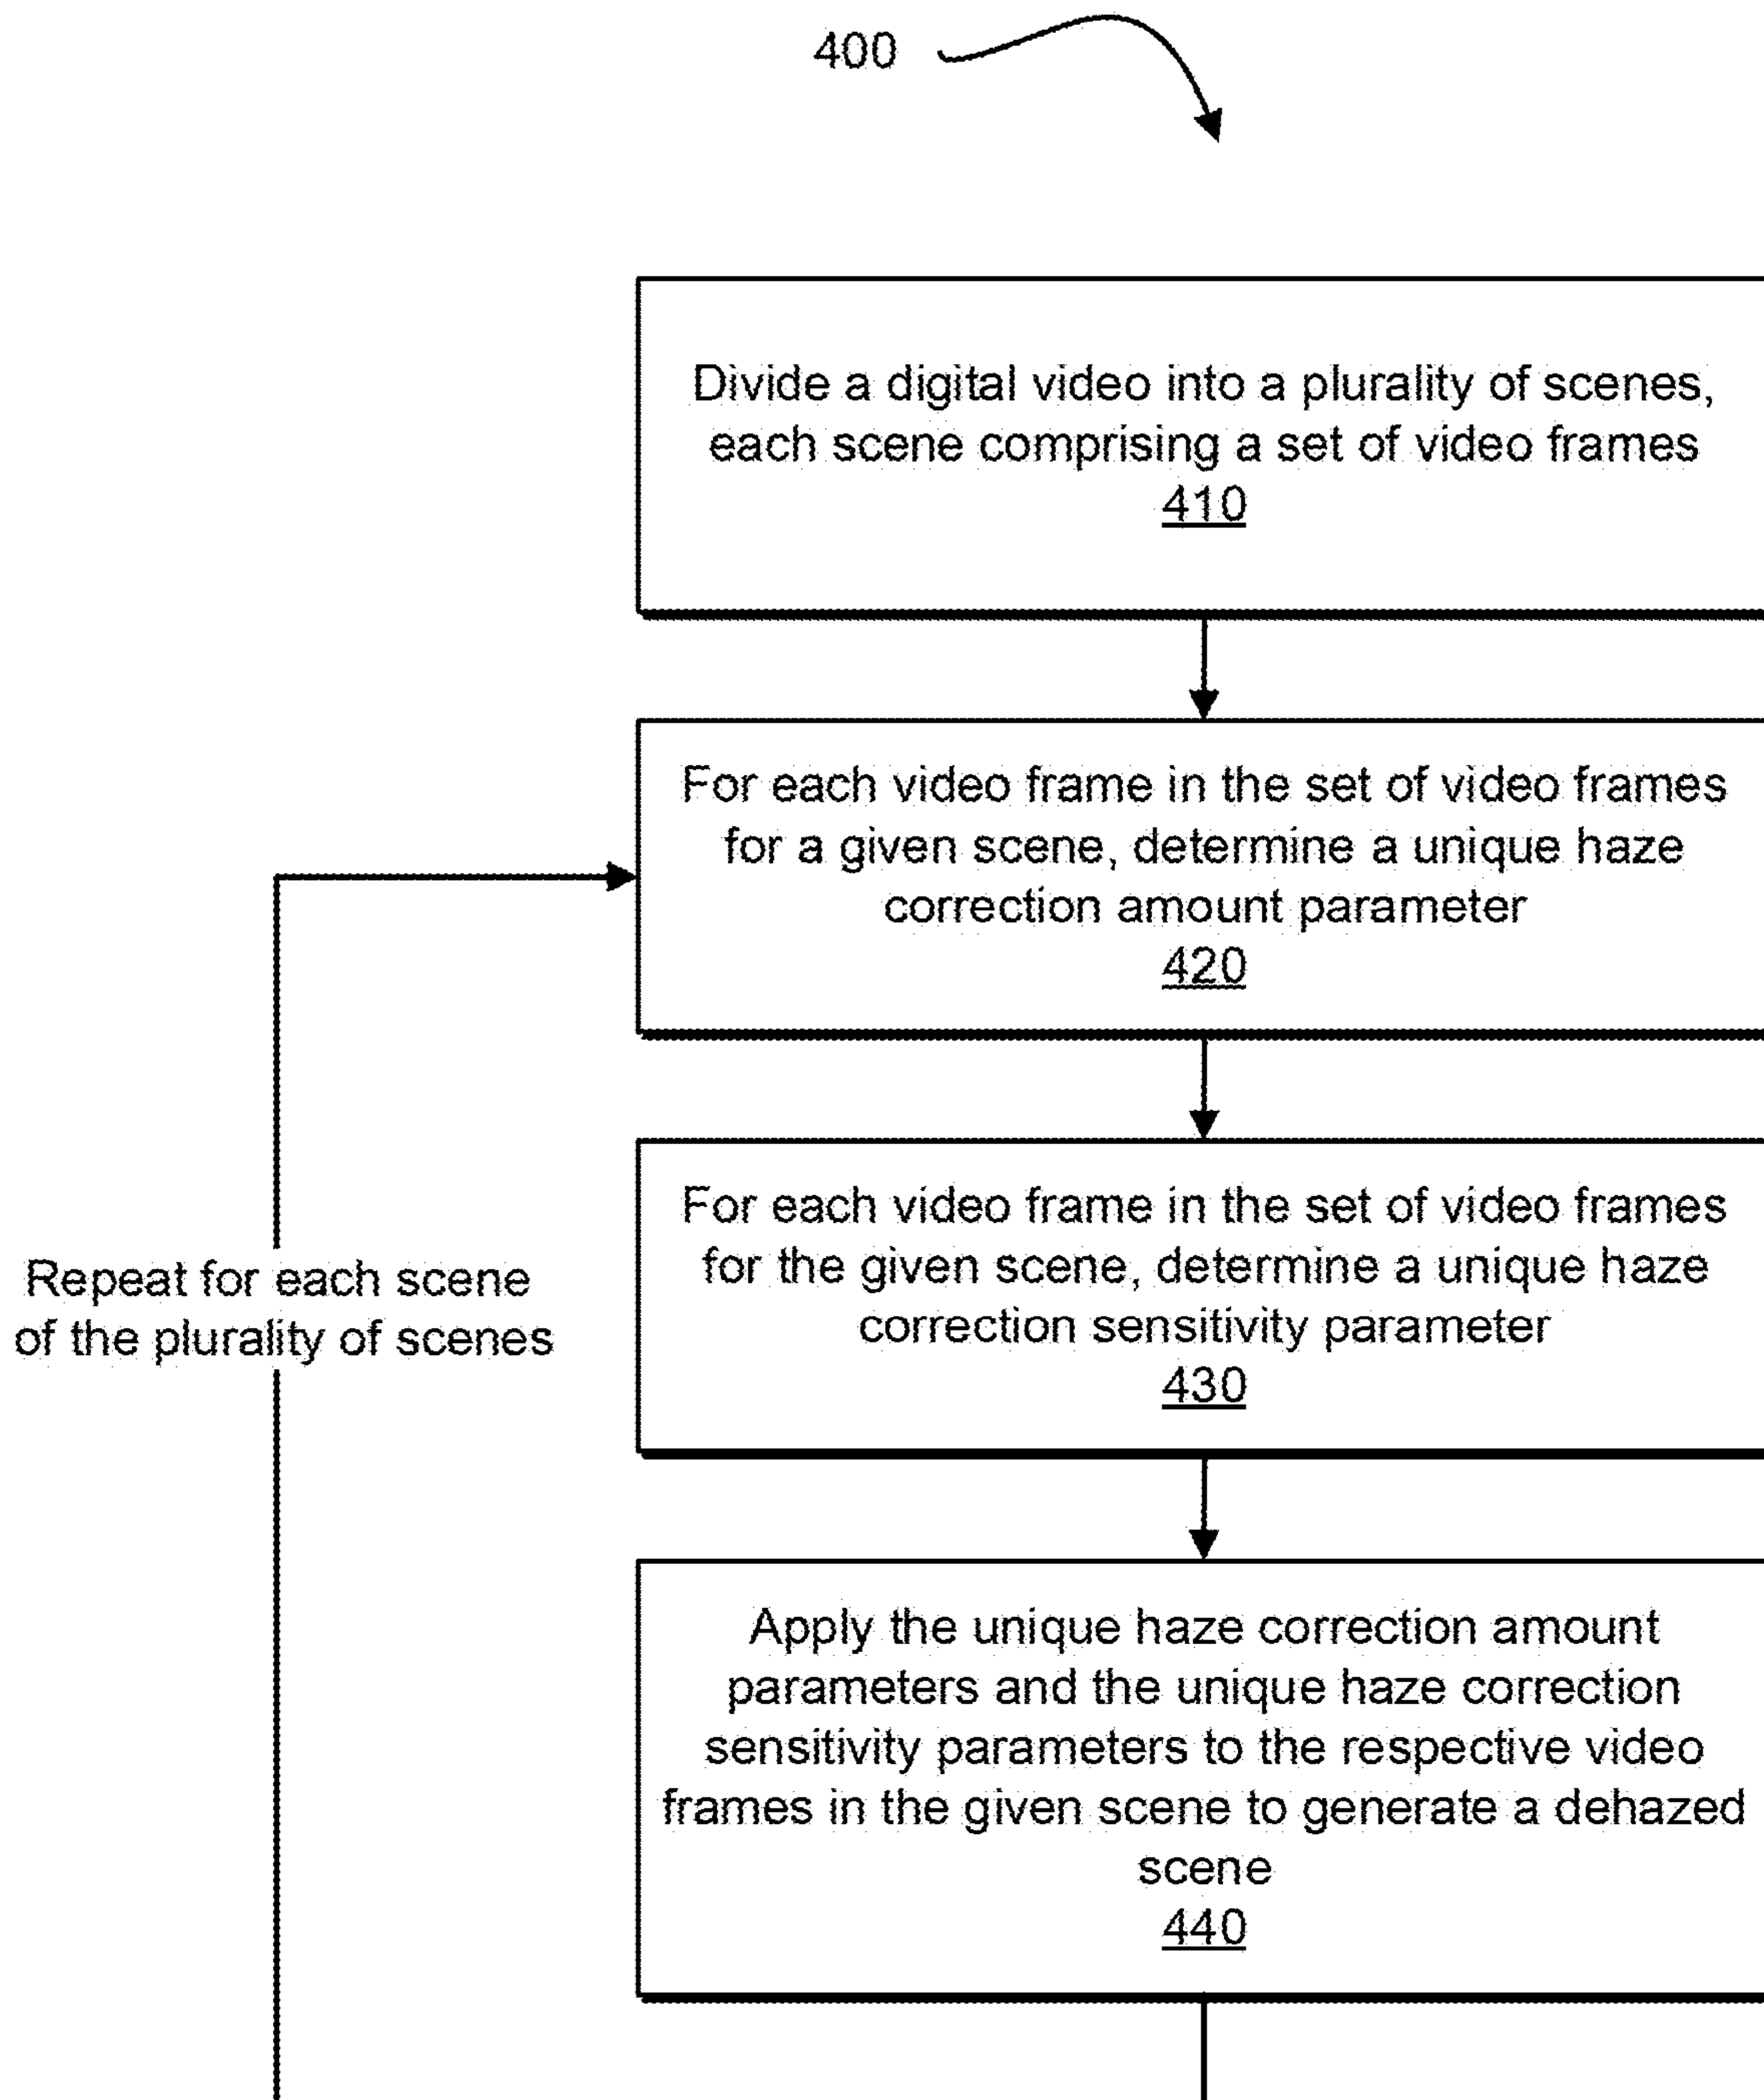 400
Divide a digital video into a plurality of scenes,
each scene comprising a set of video frames
410
For each video frame in the set of video frames
for a given scene, determine a unique haze
correction amount parameter
420
For each video frame in the set of video frames
for the given scene, determine a unique haze
correction sensitivity parameter
430
Repeat for each scene
of the plurality of scenes
Apply the unique haze correction amount
parameters and the unique haze correction
sensitivity parameters to the respective video
frames in the given scene to generate a dehazed
scene
440